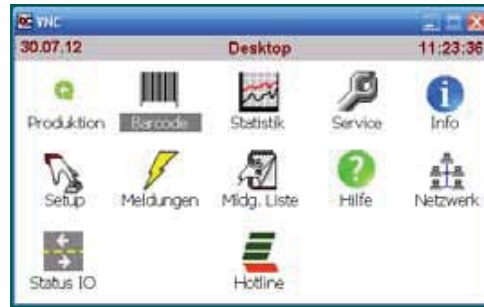 VNC
30.07.12 Desktop 11:23:36
Produktion Barcode Statistik Service Info
Setup Meldungen Midg. Liste Hilfe Netzwerk
Status IO Hotline